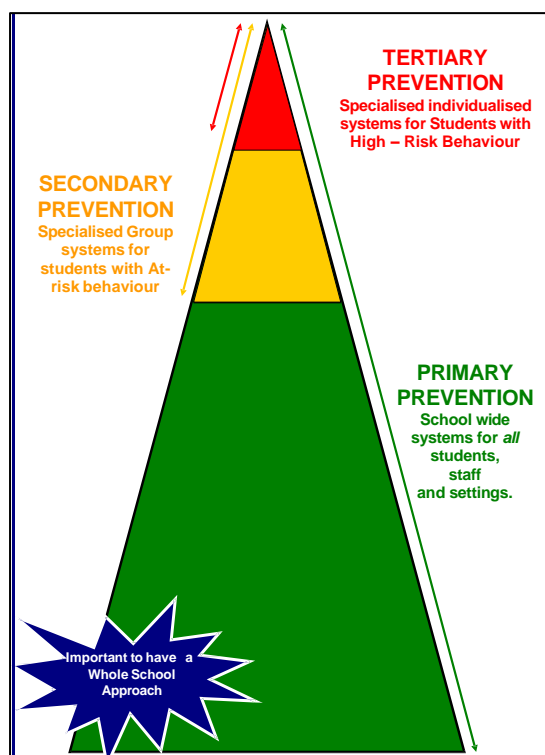 TERTIARY
PREVENTION
Specialised individualised
systems for Students with
High – Risk Behaviour
SECONDARY
PREVENTION
Specialised Group
systems for
students with At-
risk behaviour
PRIMARY
PREVENTION
School wide
systems for all
students,
staff
and settings.
Important to have a
Whole School
Approach